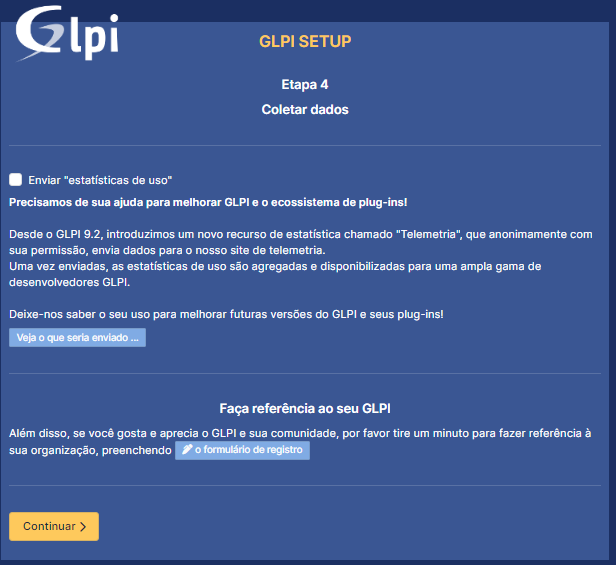 Glpi
GLPI SETUP
Etapa 4
Coletar dados
Enviar "estatísticas de uso"
Precisamos de sua ajuda para melhorar GLPI e o ecossistema de plug-ins!
Desde o GLPI 9.2, introduzimos um novo recurso de estatística chamado "Telemetria", que anonimamente com
sua permissão, envia dados para o nosso site de telemetria.
Uma vez enviadas, as estatísticas de uso são agregadas e disponibilizadas para uma ampla gama de
desenvolvedores GLPI.
Deixe-nos saber o seu uso para melhorar futuras versões do GLPI e seus plug-ins!
Veja o que seria enviado ...
Faça referência ao seu GLPI
Além disso, se você gosta e aprecia o GLPI e sua comunidade, por favor tire um minuto para fazer referência à
sua organização, preenchendo o formulário de registro
Continuar